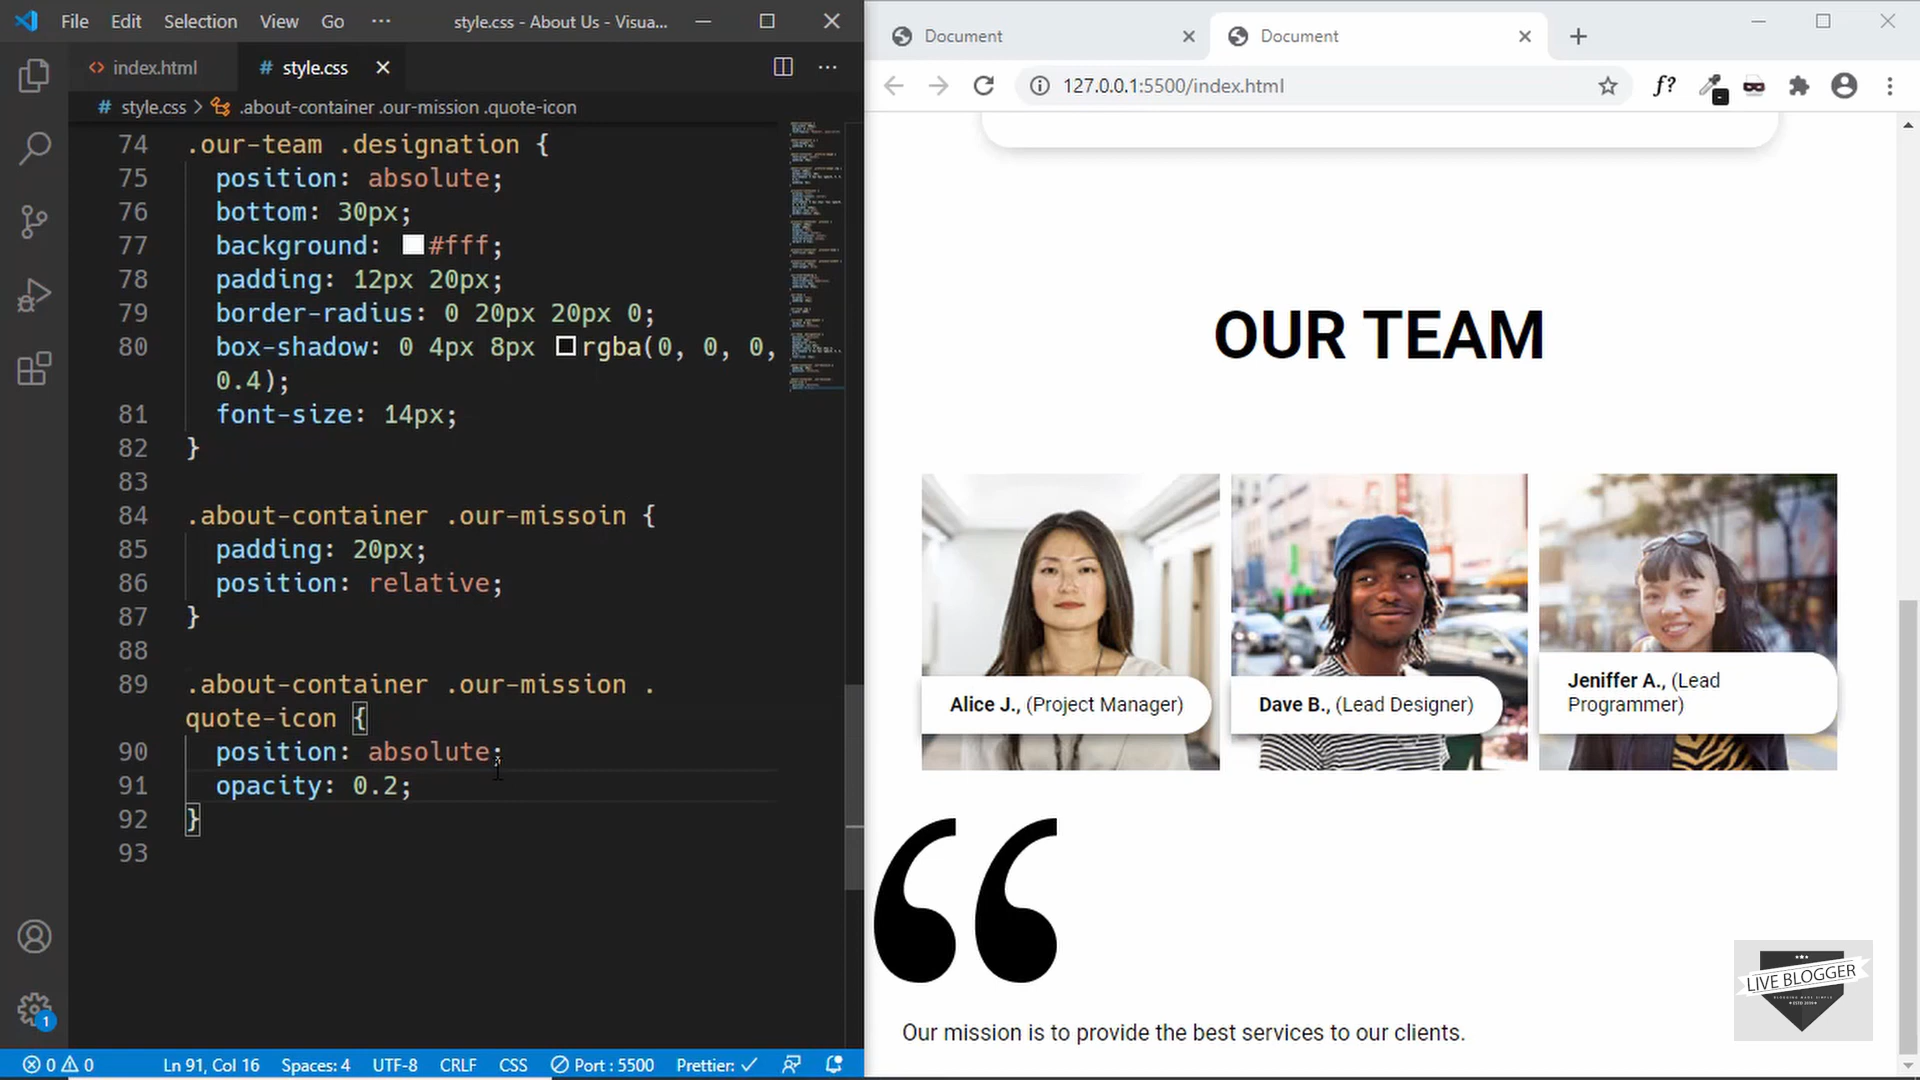 File Edit Selection View Go ··· style.css - About Us - Visua...
index.html style.css
style.css > .about-container .our-mission .quote-icon
74 .our-team .designation {
75 position: absolute;
76 bottom: 30px;
77 background: #fff;
78 padding: 12px 20px;
79 border-radius: 0 20px 20px 0;
80 box-shadow: 0 4px 8px rgba(0, 0, 0,
0.4);
81 font-size: 14px;
82 }
83
84 .about-container .our-missoin {
85 padding: 20px;
86 position: relative;
87 }
88
89 .about-container .our-mission .
quote-icon {
90 position: absolute;
91 opacity: 0.2;
92 }
93
1
0 0 Ln 91, Col 16 Spaces: 4 UTF-8 CRLF CSS Port : 5500 Prettier: ✓
Document Document
127.0.0.1:5500/index.html f?
OUR TEAM
Alice J., (Project Manager)
Dave B., (Lead Designer)
Jeniffer A., (Lead
Programmer)
“
Our mission is to provide the best services to our clients.
LIVE BLOGGER